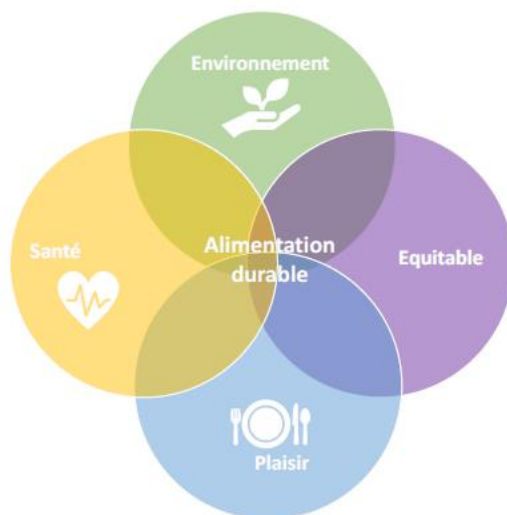 Environnement
Santé
Alimentation
durable
Equitable
Plaisir